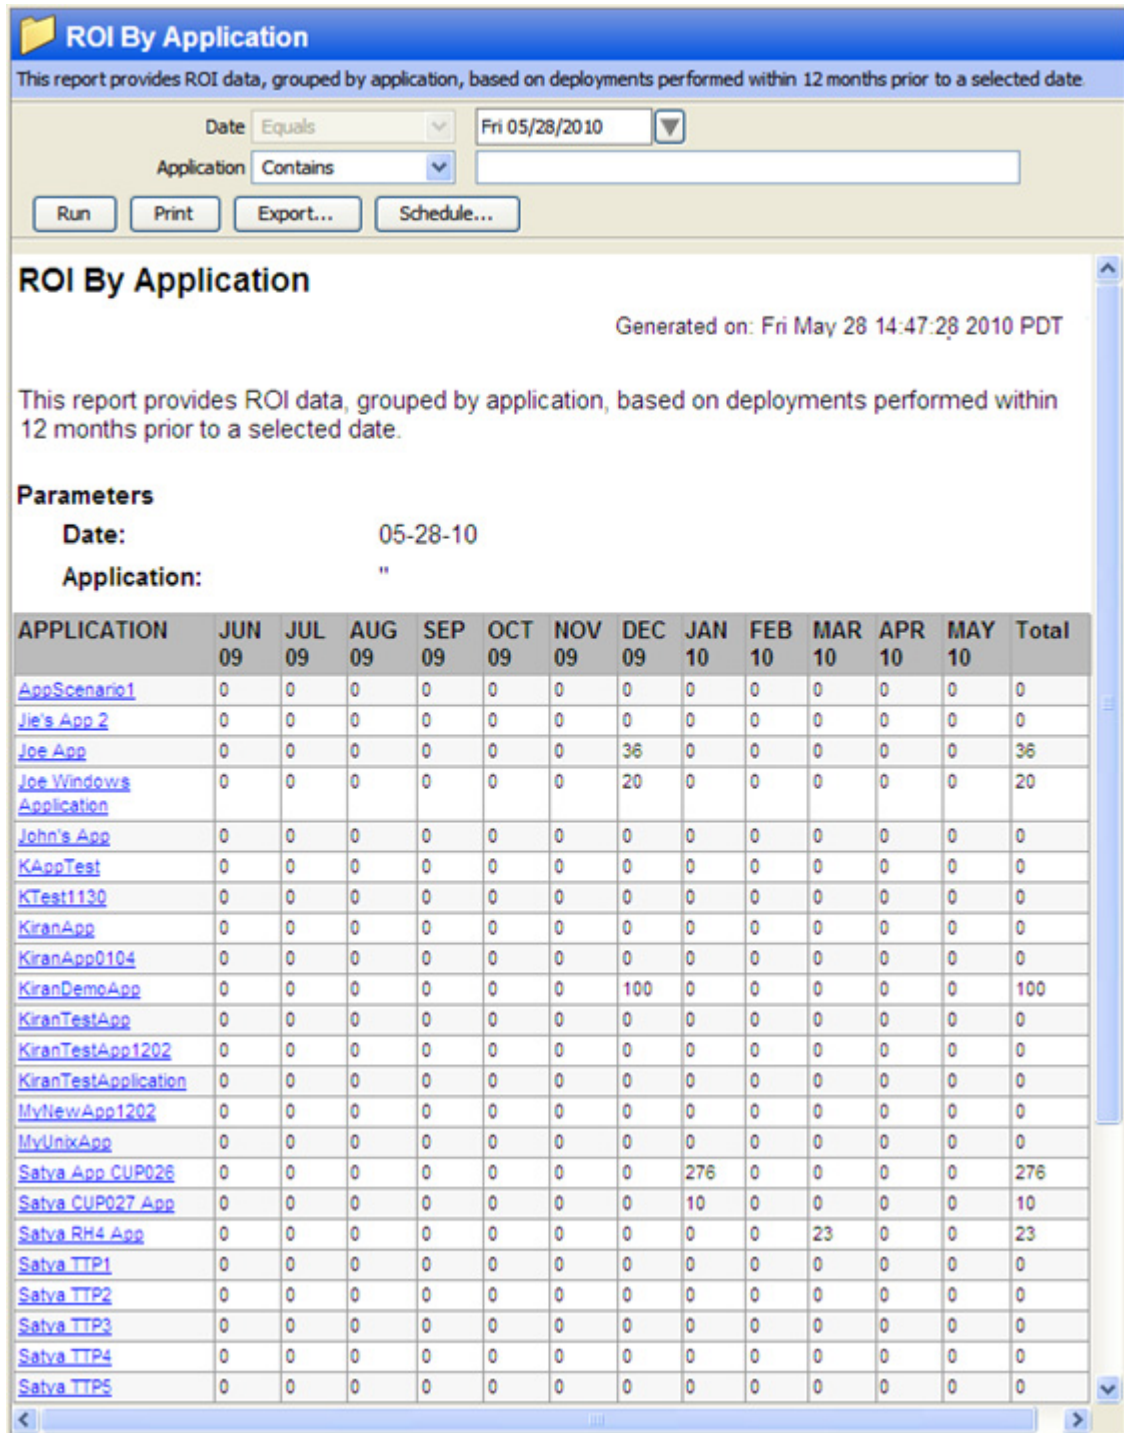 ROI By Application
This report provides ROI data, grouped by application, based on deployments performed within 12 months prior to a selected date.
Date Equals Fri 05/28/2010
Application Contains
Run Print Export... Schedule...
ROI By Application
Generated on: Fri May 28 14:47:28 2010 PDT
This report provides ROI data, grouped by application, based on deployments performed within
12 months prior to a selected date.
Parameters
Date: 05-28-10
Application: "
APPLICATION JUN 09 JUL 09 AUG 09 SEP 09 OCT 09 NOV 09 DEC 09 JAN 10 FEB 10 MAR 10 APR 10 MAY 10 Total
AppScenario1 0 0 0 0 0 0 0 0 0 0 0 0 0
Jie's App 2 0 0 0 0 0 0 0 0 0 0 0 0 0
Joe App 0 0 0 0 0 0 36 0 0 0 0 0 36
Joe Windows Application 0 0 0 0 0 0 20 0 0 0 0 0 20
John's App 0 0 0 0 0 0 0 0 0 0 0 0 0
KAppTest 0 0 0 0 0 0 0 0 0 0 0 0 0
KTest1130 0 0 0 0 0 0 0 0 0 0 0 0 0
KiranApp 0 0 0 0 0 0 0 0 0 0 0 0 0
KiranApp0104 0 0 0 0 0 0 0 0 0 0 0 0 0
KiranDemoApp 0 0 0 0 0 0 100 0 0 0 0 0 100
KiranTestApp 0 0 0 0 0 0 0 0 0 0 0 0 0
KiranTestApp1202 0 0 0 0 0 0 0 0 0 0 0 0 0
KiranTestApplication 0 0 0 0 0 0 0 0 0 0 0 0 0
MyNewApp1202 0 0 0 0 0 0 0 0 0 0 0 0 0
MyUnixApp 0 0 0 0 0 0 0 0 0 0 0 0 0
Satya App CUP026 0 0 0 0 0 0 0 276 0 0 0 0 276
Satya CUP027 App 0 0 0 0 0 0 0 10 0 0 0 0 10
Satya RH4 App 0 0 0 0 0 0 0 0 0 23 0 0 23
Satya TTP1 0 0 0 0 0 0 0 0 0 0 0 0 0
Satya TTP2 0 0 0 0 0 0 0 0 0 0 0 0 0
Satya TTP3 0 0 0 0 0 0 0 0 0 0 0 0 0
Satya TTP4 0 0 0 0 0 0 0 0 0 0 0 0 0
Satya TTP5 0 0 0 0 0 0 0 0 0 0 0 0 0